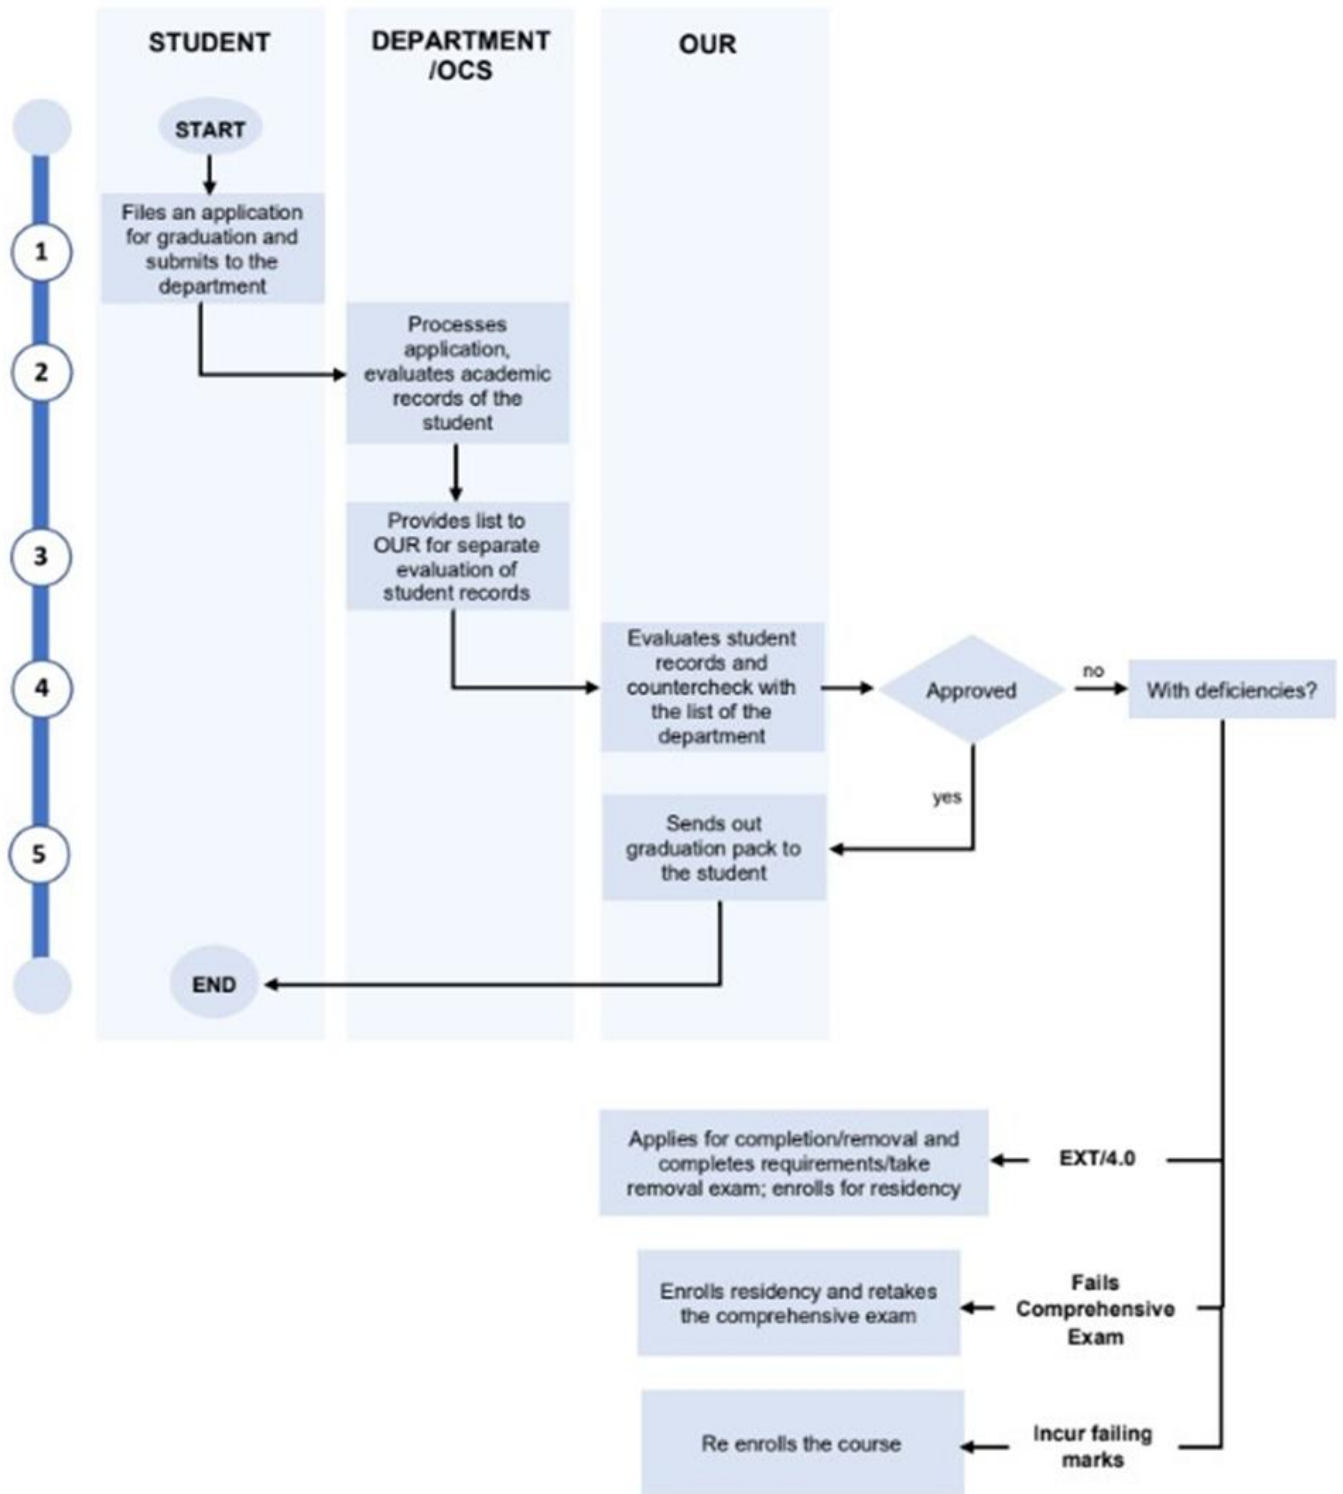 STUDENT
DEPARTMENT
/OCS
OUR
START
1
Files an application
for graduation and
submits to the
department
2
Processes
application,
evaluates academic
records of the
student
3
Provides list to
OUR for separate
evaluation of
student records
4
Evaluates student
records and
countercheck with
the list of the
department
Approved
no
With deficiencies?
yes
5
Sends out
graduation pack to
the student
END
Applies for completion/removal and
completes requirements/take
removal exam; enrolls for residency
EXT/4.0
Enrolls residency and retakes
the comprehensive exam
Fails
Comprehensive
Exam
Re enrolls the course
Incur failing
marks